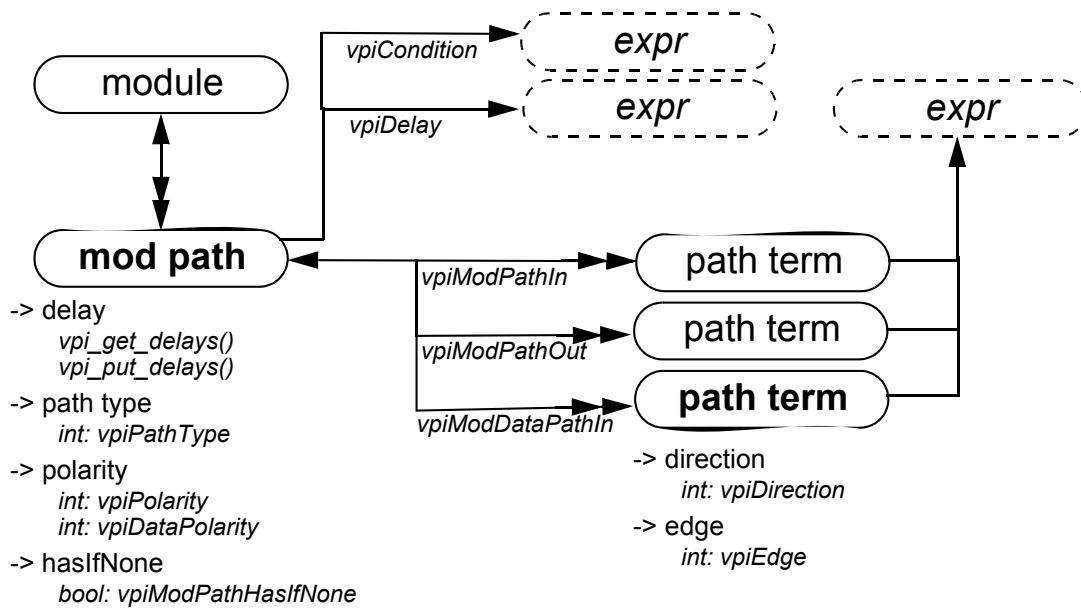 expr
vpiCondition
module
expr
expr
vpiDelay
mod path
path term
vpiModPathIn
-> delay
vpi_get_delays()
vpi_put_delays()
path term
vpiModPathOut
-> path type
int: vpiPathType
path term
vpiModDataPathIn
-> polarity
int: vpiPolarity
int: vpiDataPolarity
-> direction
int: vpiDirection
-> edge
int: vpiEdge
-> hasIfNone
bool: vpiModPathHasIfNone